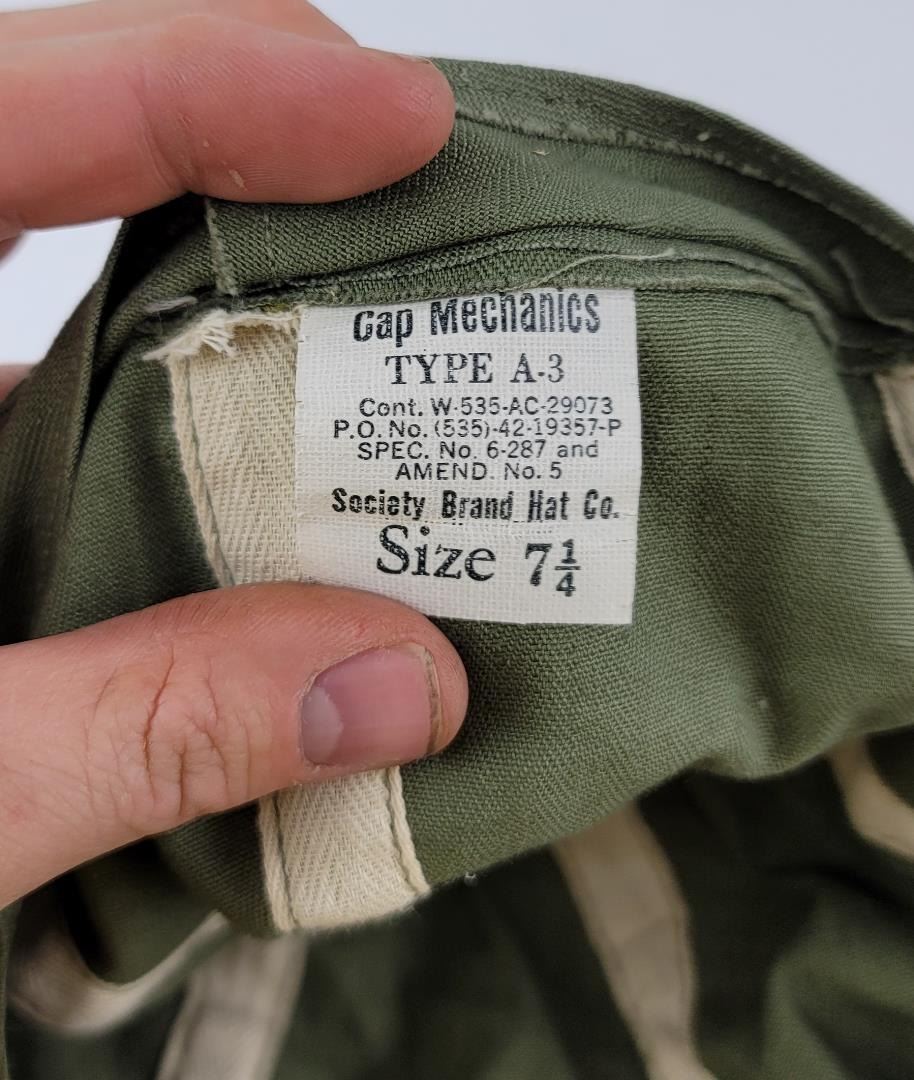 Cap Mechanics
TYPE A-3
Cont. W-535-AC-29073
P.O. No. (535)-42-19357-P
SPEC. No. 6-287 and
AMEND. No. 5
Society Brand Hat Co.
Size 7¼